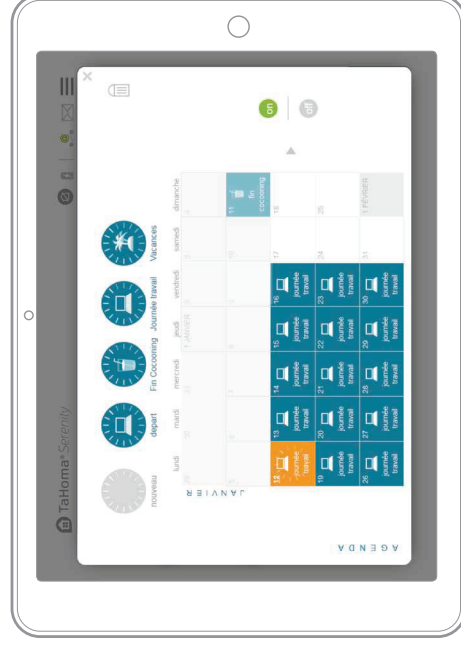 TaHoma® Serenity
nouveau
depart
Fin Cocooning
Journée travail
Vacances
lundi
mardi
mercredi
jeudi
vendredi
samedi
dimanche
JANVIER
1 JANVIER
11 fin cocooning
12 journée travail
13 journée travail
14 journée travail
15 journée travail
16 journée travail
17
18
19 journée travail
20 journée travail
21 journée travail
22 journée travail
23 journée travail
24
25
26 journée travail
27 journée travail
28 journée travail
29 journée travail
30 journée travail
31
1 FÉVRIER
AGENDA
on
off